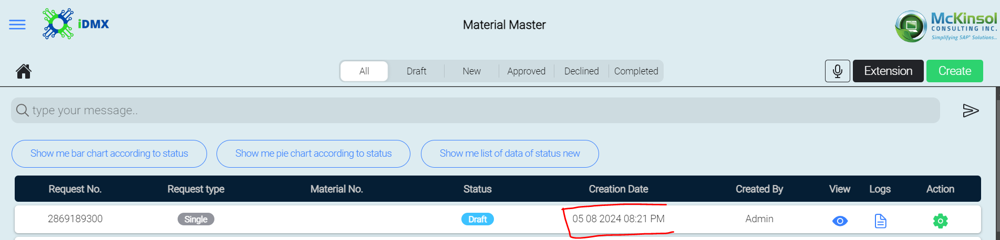 iDMX
Material Master
McKinsol
CONSULTING INC.
Simplifying SAP® Solutions...
All Draft New Approved Declined Completed
Extension Create
type your message..
Show me bar chart according to status Show me pie chart according to status Show me list of data of status new
Request No. Request type Material No. Status Creation Date Created By View Logs Action
2869189300 Single Draft 05 08 2024 08:21 PM Admin